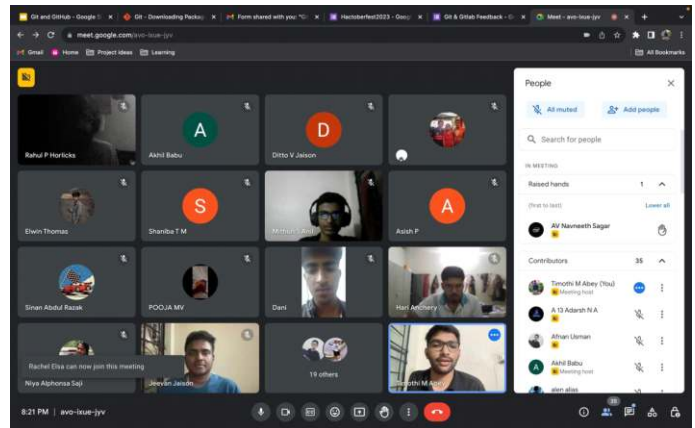 Git and GitHub - Google S
Git - Downloading Packag
Form shared with you: "G
Hactoberfest2023 - Goog
Git & Gitlab Feedback - G
Meet - avo-ixue-jyv
meet.google.com/avo-ixue-jyv
Gmail
Home
Project ideas
Learning
All Bookmarks
Rahul P Horticks
A
Akhil Babu
D
Ditto V Jaison
Elwin Thomas
S
Shaniba T M
A
Asish P
Sinan Abdul Razak
POOJA MV
Dani
Hari Anchery
Niya Alphonsa Saji
Rachel Elsa can now join this meeting
Jeevan Jaison
19 others
Timothi M Abey
People
All muted
Add people
Search for people
IN MEETING
Raised hands
1
(first to last)
Lower all
AV Navneeth Sagar
Contributors
35
Timothi M Abey (You)
Meeting host
A 13 Adarsh N A
Afnan Usman
A
Akhil Babu
alen alias
8:21 PM | avo-ixue-jyv
35